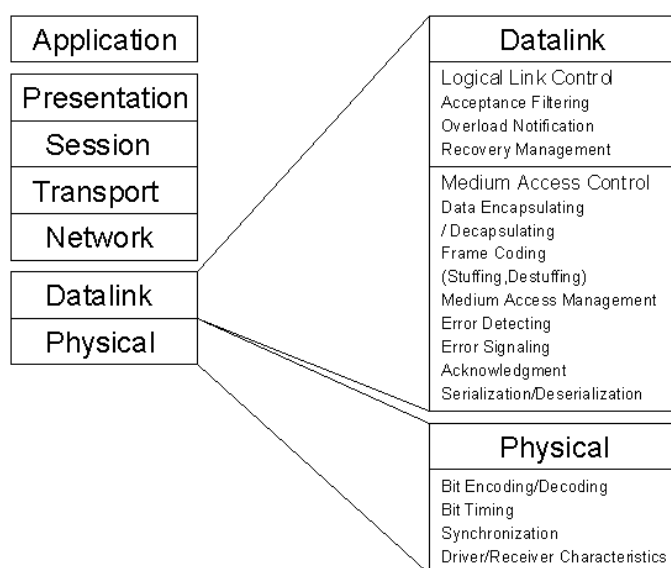 Application
Presentation
Session
Transport
Network
Datalink
Physical
Datalink
Logical Link Control
Acceptance Filtering
Overload Notification
Recovery Management
Medium Access Control
Data Encapsulating
/ Decapsulating
Frame Coding
(Stuffing,Destuffing)
Medium Access Management
Error Detecting
Error Signaling
Acknowledgment
Serialization/Deserialization
Physical
Bit Encoding/Decoding
Bit Timing
Synchronization
Driver/Receiver Characteristics